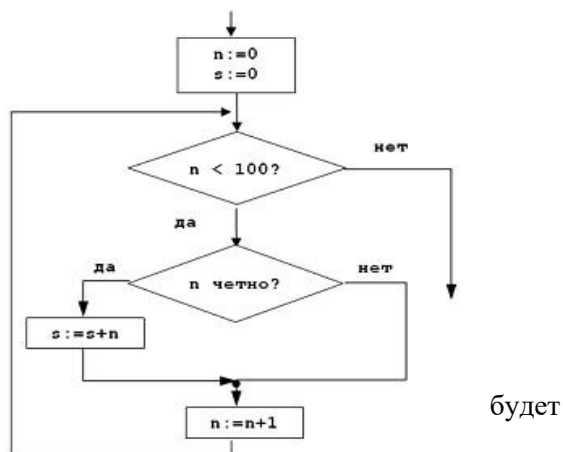 n:=0
s:=0
n < 100?
нет
да
n четно?
да
нет
s:=s+n
n:=n+1
будет